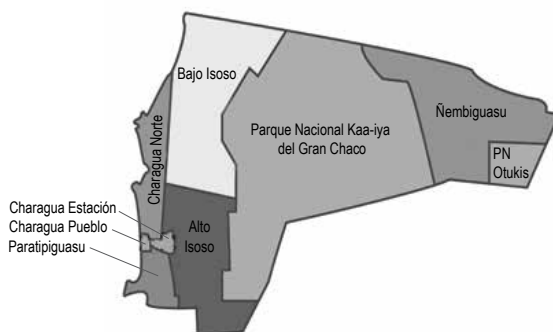 Bajo Isoso
Ñembiguasu
Parque Nacional Kaa-iya
del Gran Chaco
PN
Otukis
Charagua Norte
Charagua Estación
Charagua Pueblo
Paratipiguasu
Alto
Isoso